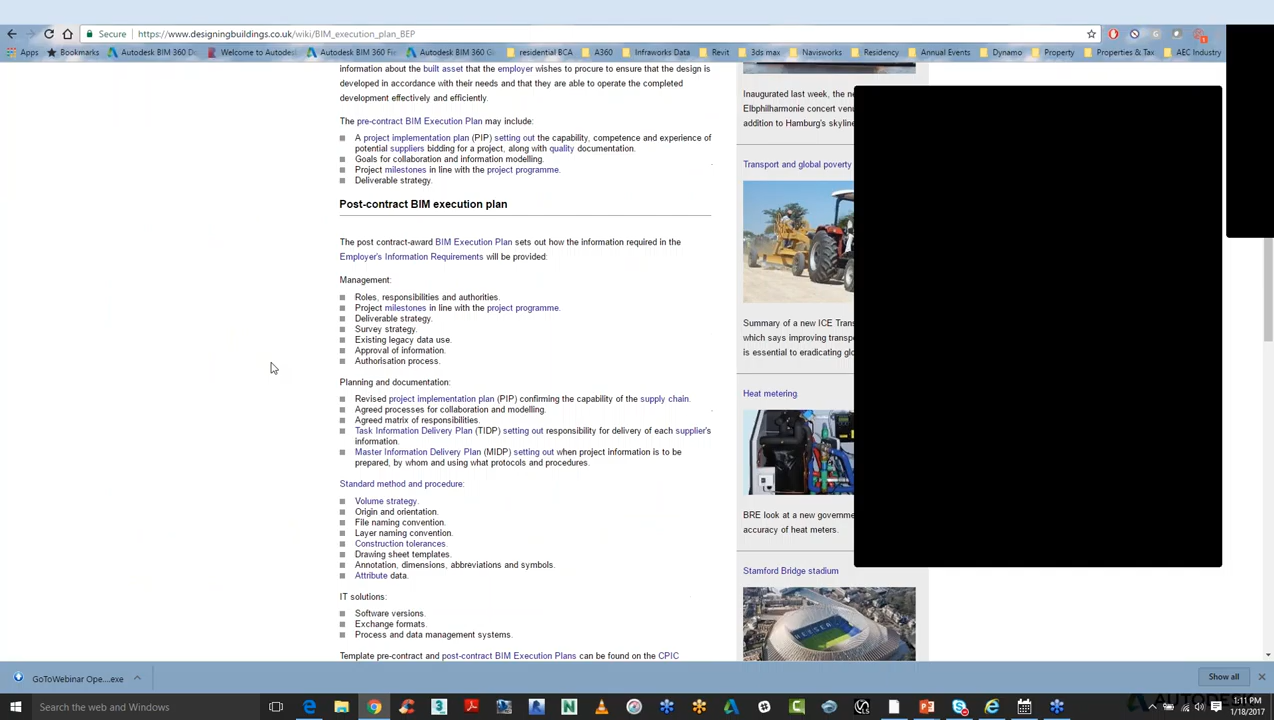 Secure
https://www.designingbuildings.co.uk/wiki/BIM_execution_plan_BEP
Apps
Bookmarks
Autodesk BIM 360 D
Welcome to Autodes
Autodesk BIM 360 Fi
Autodesk BIM 360 Gl
residential BCA
A360
Infraworks Data
Revit
3ds max
Navisworks
Residency
Annual Events
Dynamo
Property
Properties & Tax
AEC Industry
information about the built asset that the employer wishes to procure to ensure that the design is
developed in accordance with their needs and that they are able to operate the completed
development effectively and efficiently.
The pre-contract BIM Execution Plan may include:
A project implementation plan (PIP) setting out the capability, competence and experience of
potential suppliers bidding for a project, along with quality documentation.
Goals for collaboration and information modelling.
Project milestones in line with the project programme.
Deliverable strategy.
Post-contract BIM execution plan
The post contract-award BIM Execution Plan sets out how the information required in the
Employer's Information Requirements will be provided:
Management:
Roles, responsibilities and authorities.
Project milestones in line with the project programme.
Deliverable strategy.
Survey strategy.
Existing legacy data use.
Approval of information.
Authorisation process.
Planning and documentation:
Revised project implementation plan (PIP) confirming the capability of the supply chain.
Agreed processes for collaboration and modelling.
Agreed matrix of responsibilities.
Task Information Delivery Plan (TIDP) setting out responsibility for delivery of each supplier's
information.
Master Information Delivery Plan (MIDP) setting out when project information is to be
prepared, by whom and using what protocols and procedures.
Standard method and procedure:
Volume strategy.
Origin and orientation.
File naming convention.
Layer naming convention.
Construction tolerances.
Drawing sheet templates.
Annotation, dimensions, abbreviations and symbols.
Attribute data.
IT solutions:
Software versions.
Exchange formats.
Process and data management systems.
Template pre-contract and post-contract BIM Execution Plans can be found on the CPIC
Inaugurated last week, the ne
Elbphilharmonie concert venu
addition to Hamburg's skyline
Transport and global poverty
Summary of a new ICE Trans
which says improving transpo
is essential to eradicating glo
Heat metering
BRE look at a new governme
accuracy of heat meters.
Stamford Bridge stadium
GoToWebinar Ope....exe
Show all
Search the web and Windows
1:11 PM
1/18/2017